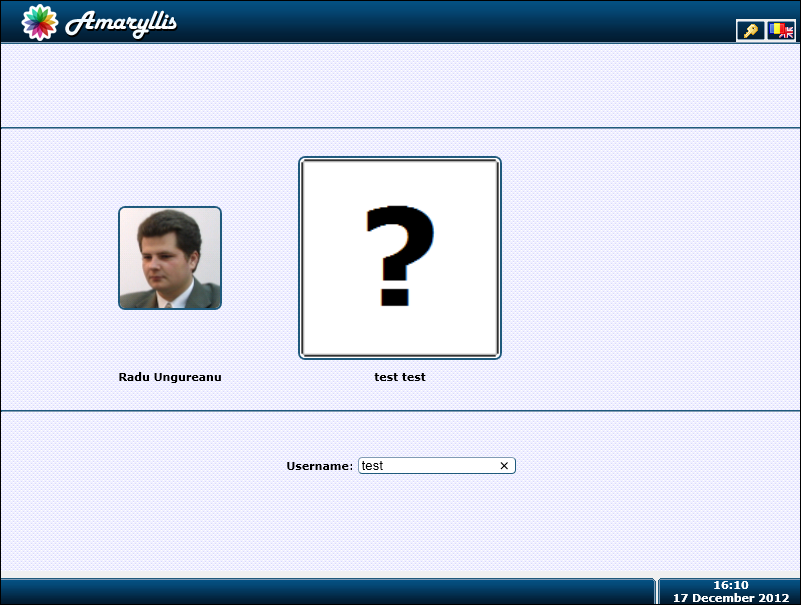 Amaryllis
?
Radu Ungureanu
test test
Username: test ×
16:10
17 December 2012